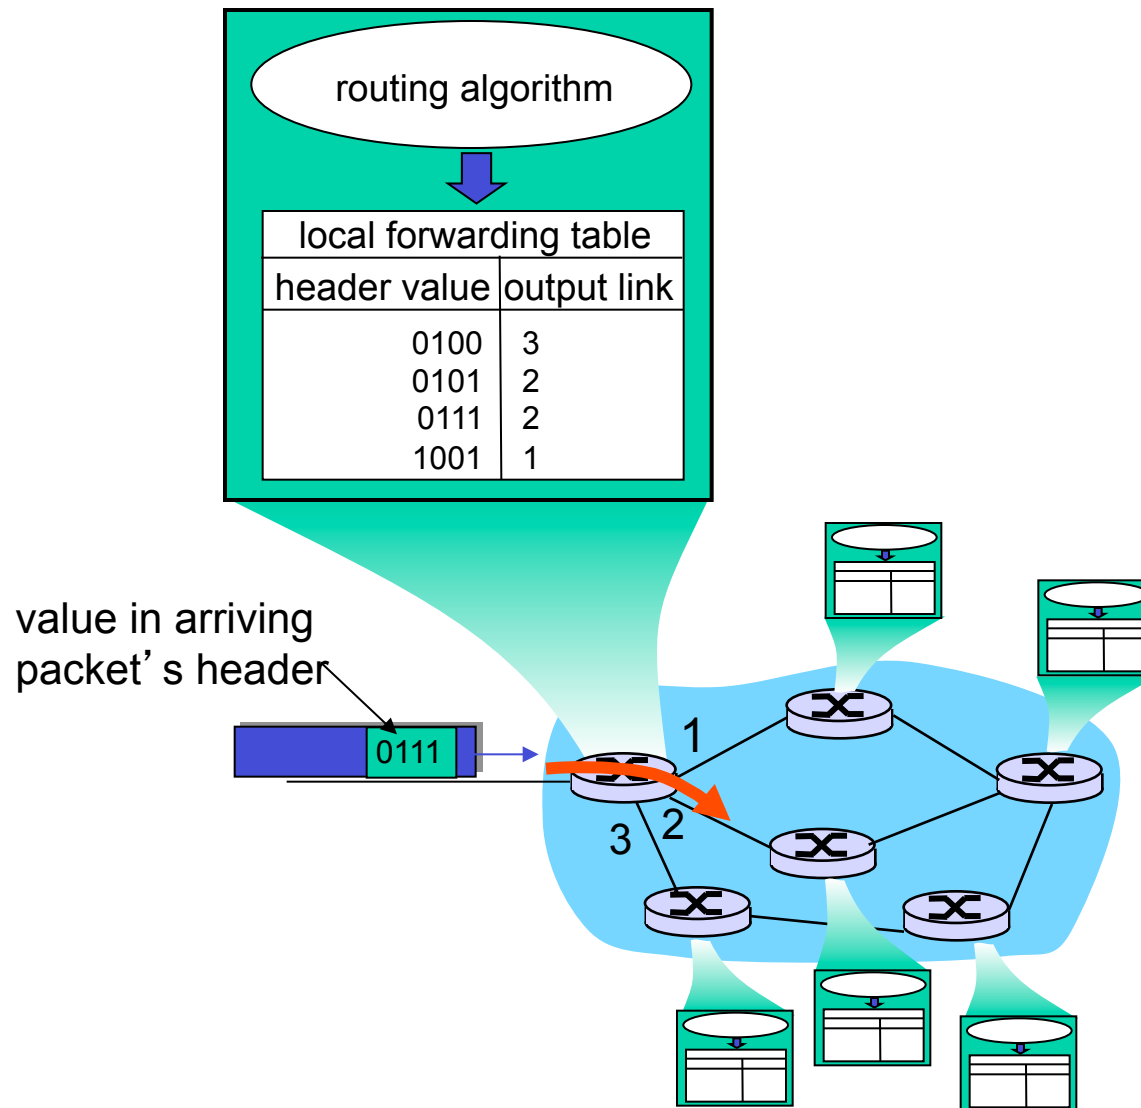 routing algorithm
local forwarding table
header value output link
0100 3
0101 2
0111 2
1001 1
value in arriving
packet’s header
0111
1
2
3